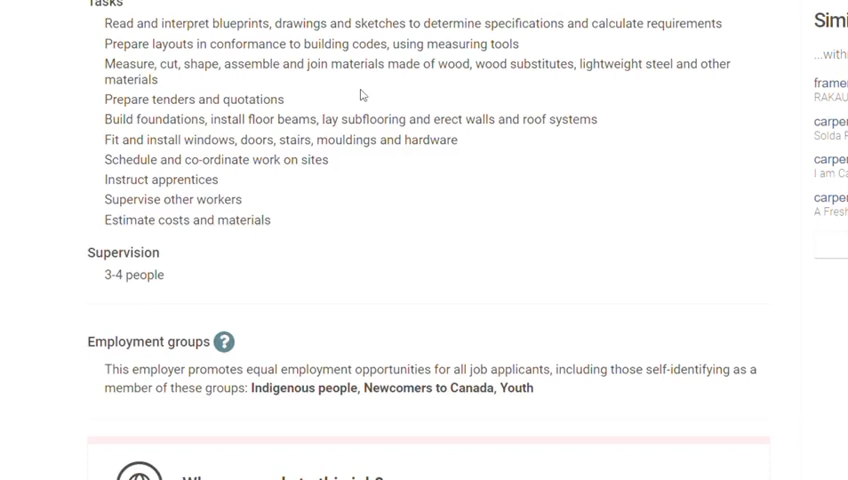 Tasks
Simi
Read and interpret blueprints, drawings and sketches to determine specifications and calculate requirements
Prepare layouts in conformance to building codes, using measuring tools
...with
Measure, cut, shape, assemble and join materials made of wood, wood substitutes, lightweight steel and other
materials
frame
RAKAU
Prepare tenders and quotations
Build foundations, install floor beams, lay subflooring and erect walls and roof systems
carpe
Solda F
Fit and install windows, doors, stairs, mouldings and hardware
Schedule and co-ordinate work on sites
carpe
I am Ca
Instruct apprentices
Supervise other workers
carpe
A Fresh
Estimate costs and materials
Supervision
3-4 people
Employment groups ?
This employer promotes equal employment opportunities for all job applicants, including those self-identifying as a
member of these groups: Indigenous people, Newcomers to Canada, Youth